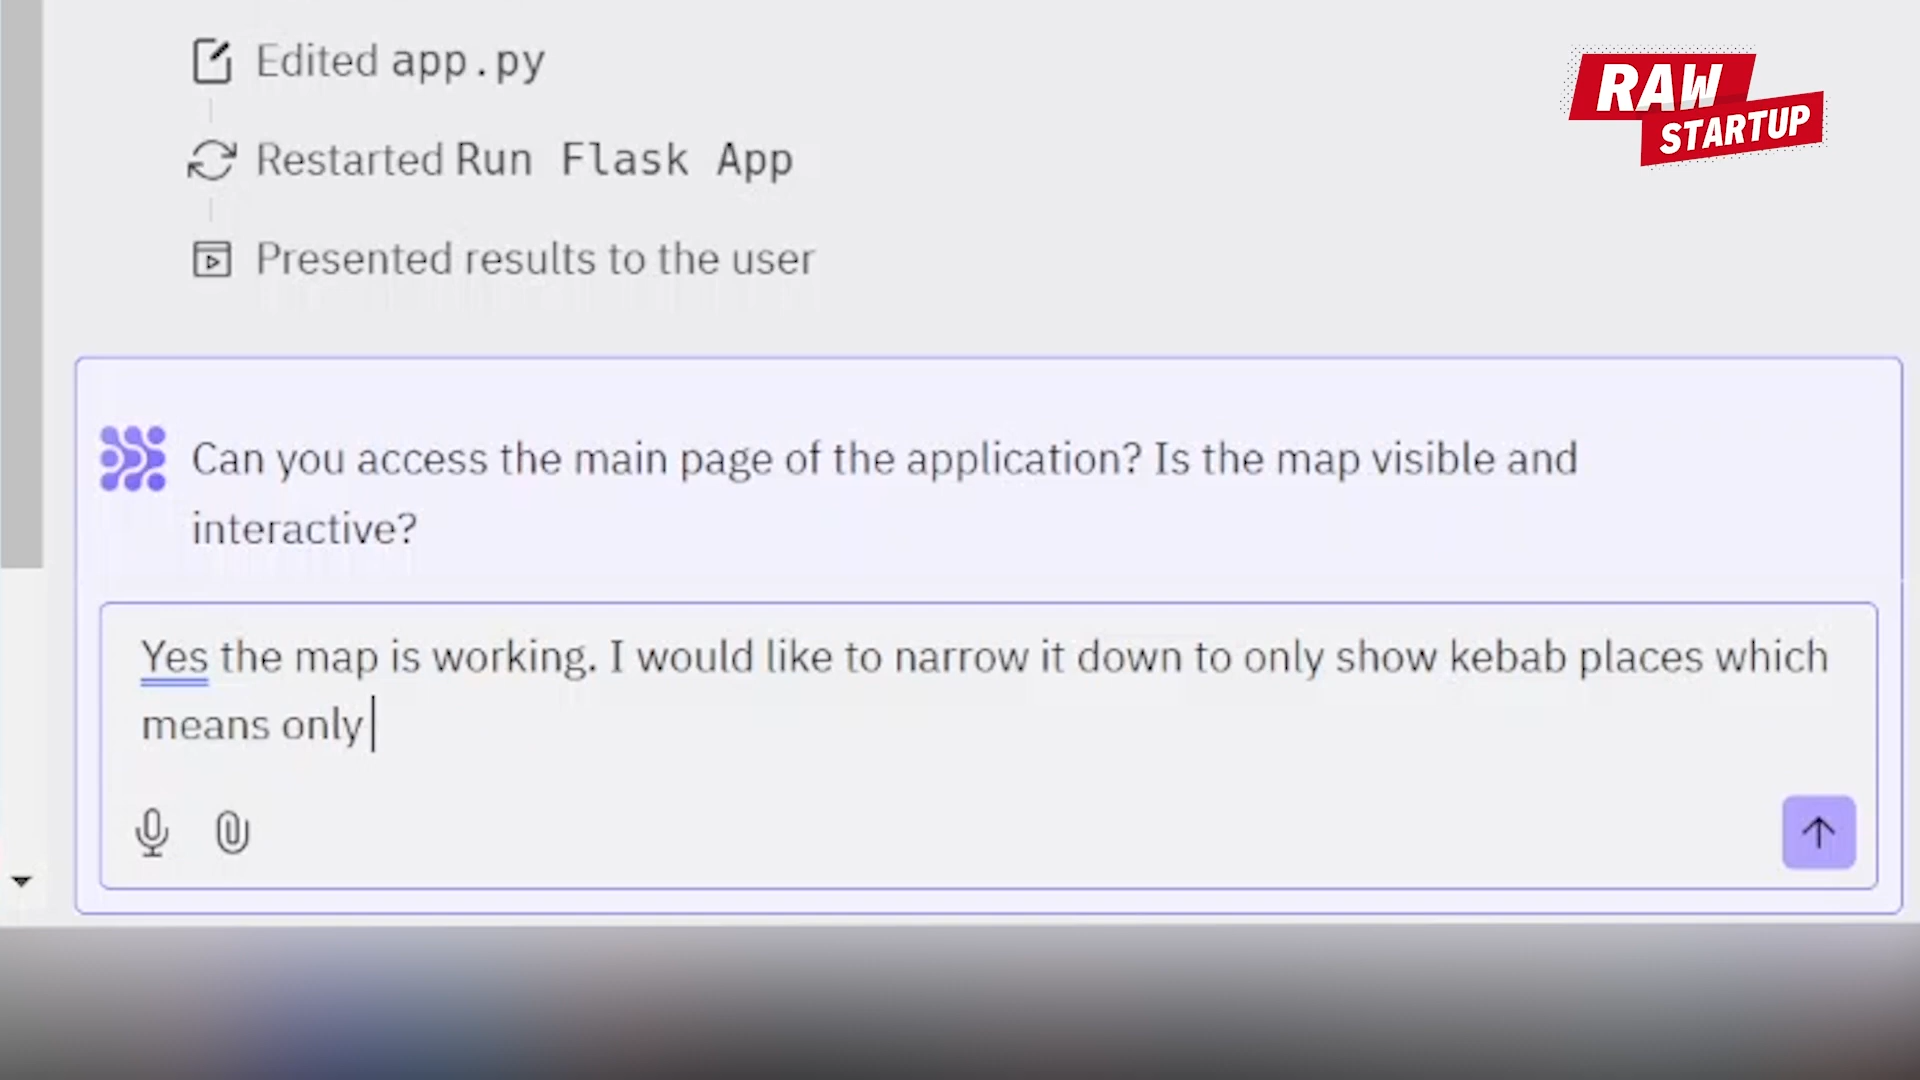 Edited app.py
RAW
STARTUP
Restarted Run Flask App
Presented results to the user
Can you access the main page of the application? Is the map visible and
interactive?
Yes the map is working. I would like to narrow it down to only show kebab places which
means only